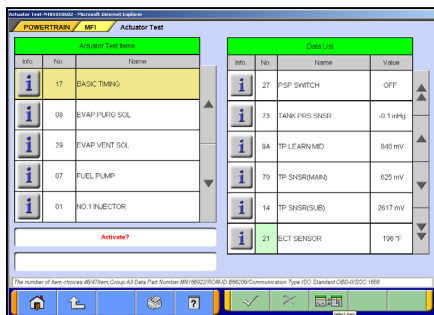 Actuator Test-MB991958 - Microsoft Internet Explorer
POWERTRAIN MFI Actuator Test
Actuator Test Items
Info. No. Name
17 BASIC TIMING
08 EVAP PURG SOL
29 EVAP VENT SOL
07 FUEL PUMP
01 NO.1 INJECTOR
Activate?
Data List
Info No Name Value
27 PSP SWITCH OFF
73 TANK PRS SNSR -0.1 inHg
9A TP LEARN MID 840 mV
79 TP SNSR(MAIN) 625 mV
14 TP SNSR(SUB) 2617 mV
21 ECT SENSOR 196 °F
The number of item choices:46/47Item,Group:All Data Part Number:MN156922/ROM-ID:B56206/Communication Type:ISO Standard OBD-II/SCC:1668
Select item